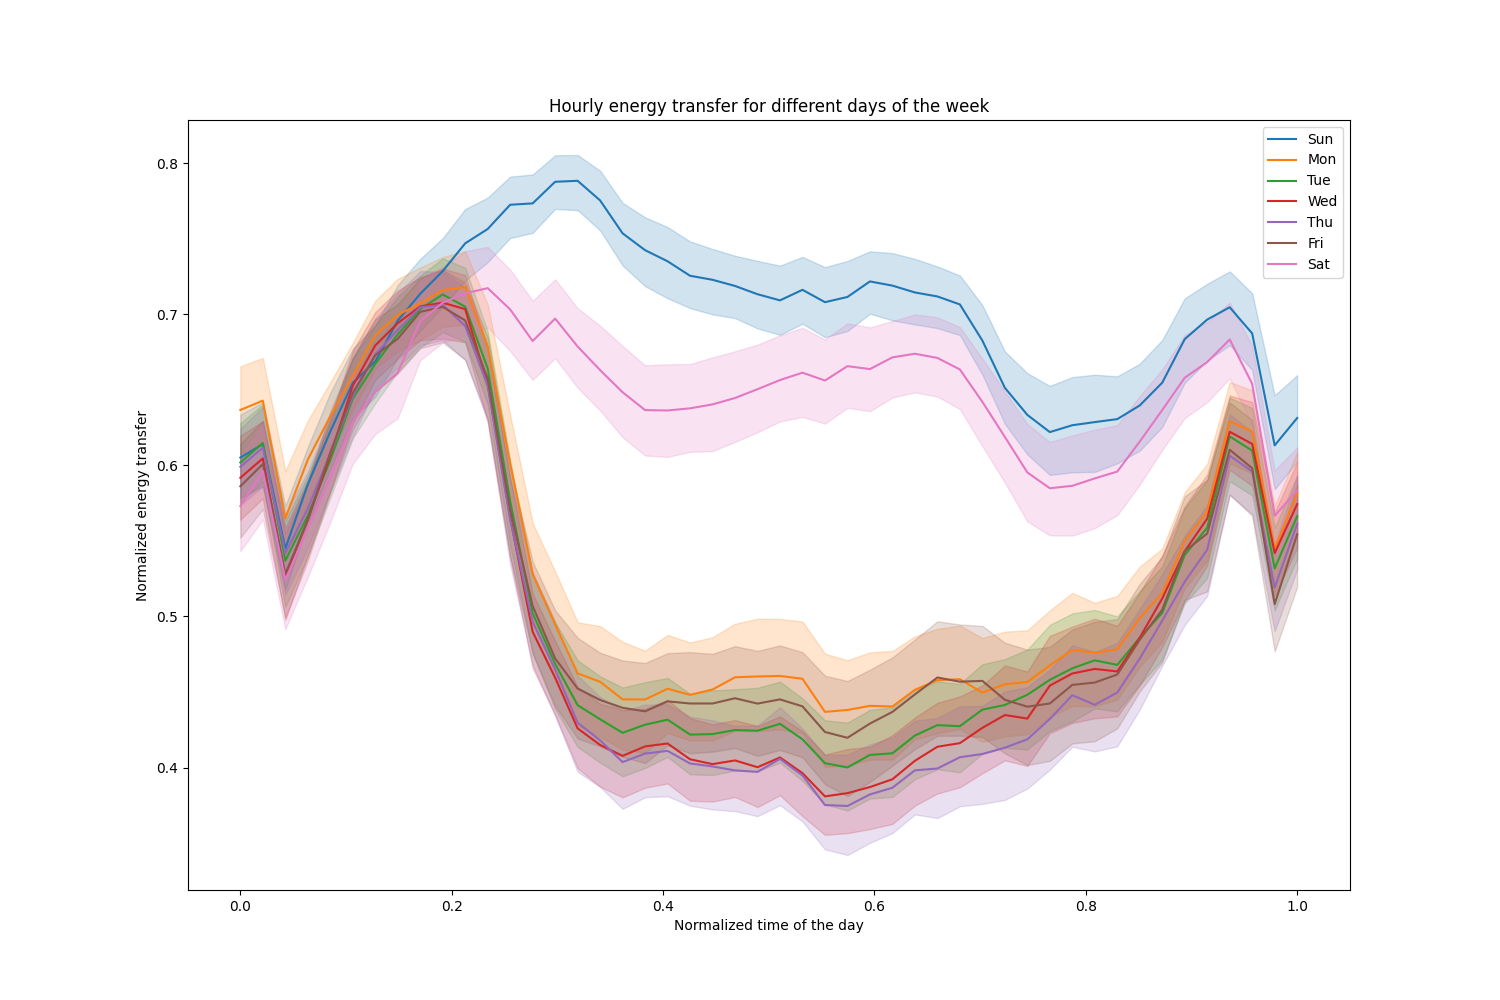 Hourly energy transfer for different days of the week
Sun
Mon
Tue
Wed
Thu
Fri
Sat
0.8
0.7
0.6
0.5
0.4
Normalized energy transfer
0.0 0.2 0.4 0.6 0.8 1.0
Normalized time of the day